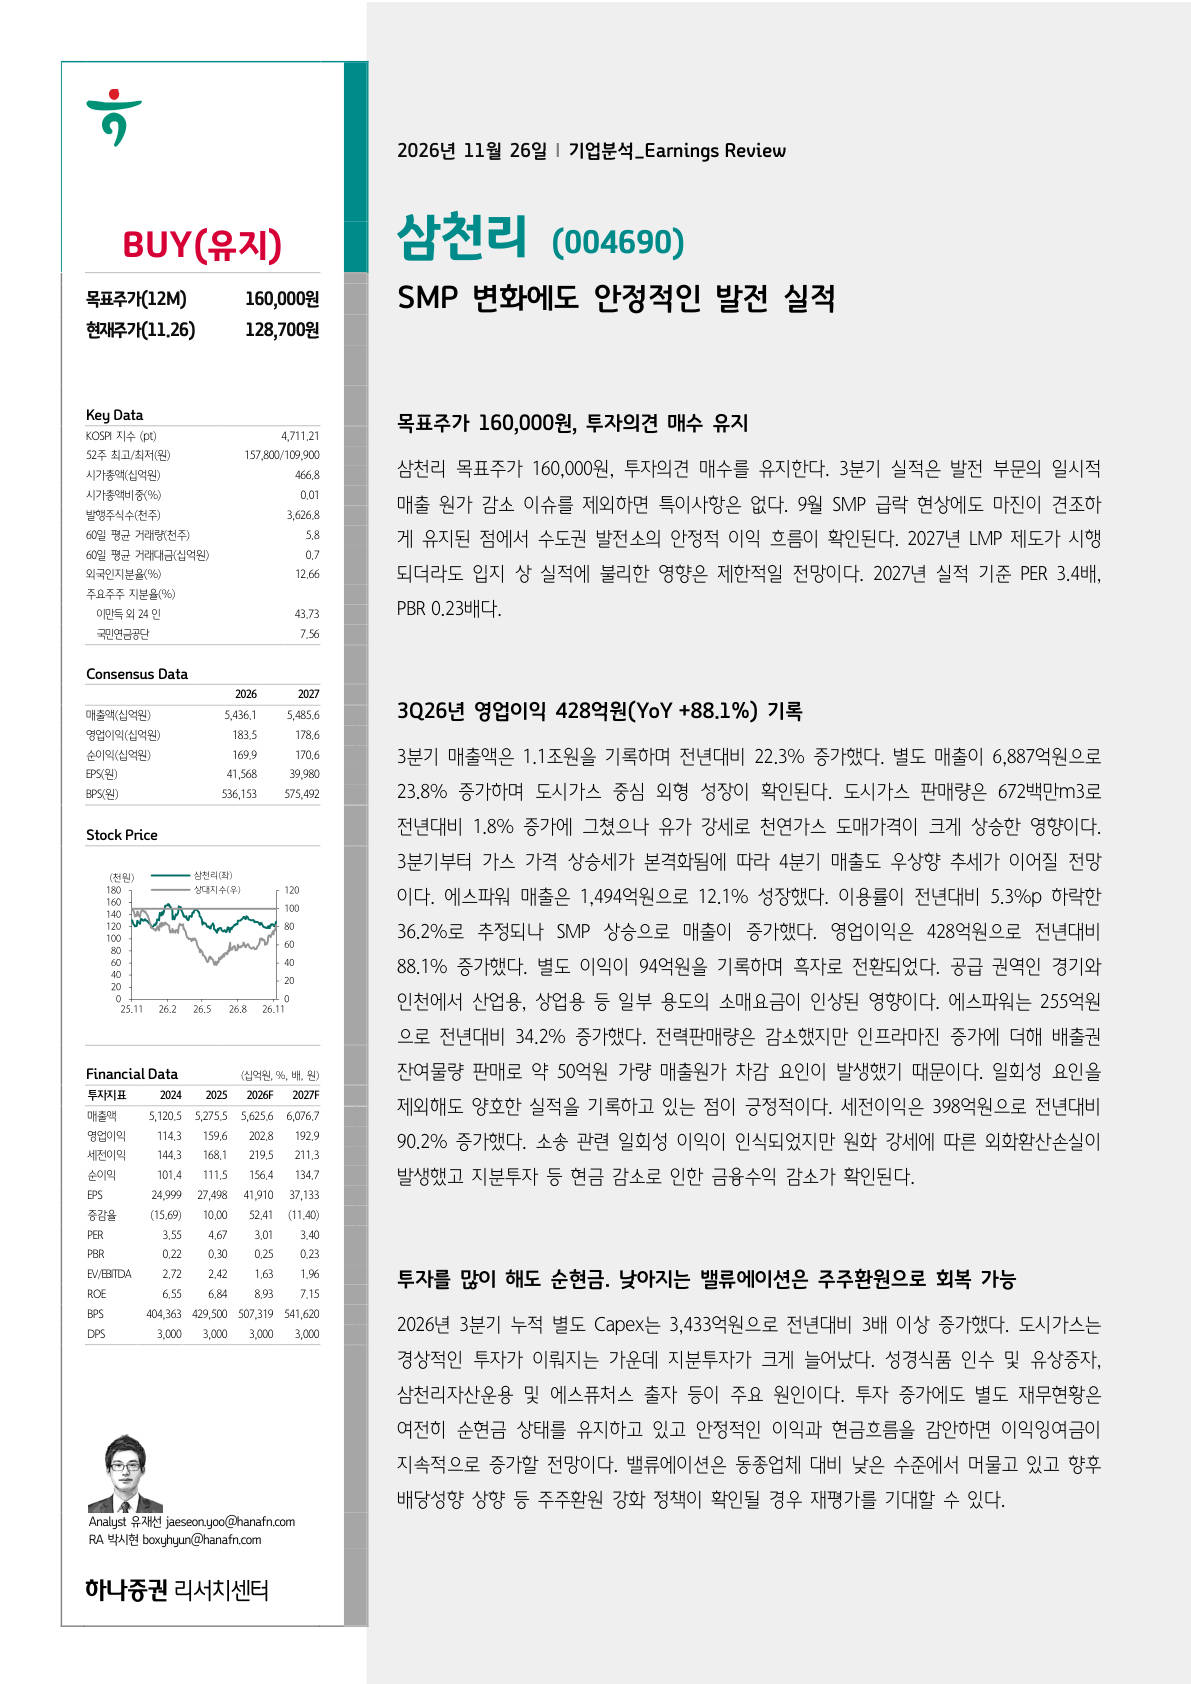 2026년 11월 26일 | 기업분석_Earnings Review
BUY(유지)
목표주가(12M) 160,000원
현재주가(11.26) 128,700원
Key Data
KOSPI 지수 (pt) 4,711.21
52주 최고/최저(원) 157,800/109,900
시가총액(십억원) 466.8
시가총액비중(%) 0.01
발행주식수(천주) 3,626.8
60일 평균 거래량(천주) 5.8
60일 평균 거래대금(십억원) 0.7
외국인지분율(%) 12.66
주요주주 지분율(%)
이만득 외 24 인 43.73
국민연금공단 7.56
Consensus Data
2026 2027
매출액(십억원) 5,436.1 5,485.6
영업이익(십억원) 183.5 178.6
순이익(십억원) 169.9 170.6
EPS(원) 41,568 39,980
BPS(원) 536,153 575,492
Stock Price
(천원) 삼천리(좌)
상대지수(우)
180 120
160
140 100
120 80
100
80 60
60 40
40
20 20
0 0
25.11 26.2 26.5 26.8 26.11
Financial Data (십억원, %, 배, 원)
투자지표 2024 2025 2026F 2027F
매출액 5,120.5 5,275.5 5,625.6 6,076.7
영업이익 114.3 159.6 202.8 192.9
세전이익 144.3 168.1 219.5 211.3
순이익 101.4 111.5 156.4 134.7
EPS 24,999 27,498 41,910 37,133
증감율 (15.69) 10.00 52.41 (11.40)
PER 3.55 4.67 3.01 3.40
PBR 0.22 0.30 0.25 0.23
EV/EBITDA 2.72 2.42 1.63 1.96
ROE 6.55 6.84 8.93 7.15
BPS 404,363 429,500 507,319 541,620
DPS 3,000 3,000 3,000 3,000
Analyst 유재선 jaeseon.yoo@hanafn.com
RA 박시현 boxyhyun@hanafn.com
하나증권 리서치센터
삼천리 (004690)
SMP 변화에도 안정적인 발전 실적
목표주가 160,000원, 투자의견 매수 유지
삼천리 목표주가 160,000원, 투자의견 매수를 유지한다. 3분기 실적은 발전 부문의 일시적
매출 원가 감소 이슈를 제외하면 특이사항은 없다. 9월 SMP 급락 현상에도 마진이 견조하
게 유지된 점에서 수도권 발전소의 안정적 이익 흐름이 확인된다. 2027년 LMP 제도가 시행
되더라도 입지 상 실적에 불리한 영향은 제한적일 전망이다. 2027년 실적 기준 PER 3.4배,
PBR 0.23배다.
3Q26년 영업이익 428억원(YoY +88.1%) 기록
3분기 매출액은 1.1조원을 기록하며 전년대비 22.3% 증가했다. 별도 매출이 6,887억원으로
23.8% 증가하며 도시가스 중심 외형 성장이 확인된다. 도시가스 판매량은 672백만m3로
전년대비 1.8% 증가에 그쳤으나 유가 강세로 천연가스 도매가격이 크게 상승한 영향이다.
3분기부터 가스 가격 상승세가 본격화됨에 따라 4분기 매출도 우상향 추세가 이어질 전망
이다. 에스파워 매출은 1,494억원으로 12.1% 성장했다. 이용률이 전년대비 5.3%p 하락한
36.2%로 추정되나 SMP 상승으로 매출이 증가했다. 영업이익은 428억원으로 전년대비
88.1% 증가했다. 별도 이익이 94억원을 기록하며 흑자로 전환되었다. 공급 권역인 경기와
인천에서 산업용, 상업용 등 일부 용도의 소매요금이 인상된 영향이다. 에스파워는 255억원
으로 전년대비 34.2% 증가했다. 전력판매량은 감소했지만 인프라마진 증가에 더해 배출권
잔여물량 판매로 약 50억원 가량 매출원가 차감 요인이 발생했기 때문이다. 일회성 요인을
제외해도 양호한 실적을 기록하고 있는 점이 긍정적이다. 세전이익은 398억원으로 전년대비
90.2% 증가했다. 소송 관련 일회성 이익이 인식되었지만 원화 강세에 따른 외화환산손실이
발생했고 지분투자 등 현금 감소로 인한 금융수익 감소가 확인된다.
투자를 많이 해도 순현금. 낮아지는 밸류에이션은 주주환원으로 회복 가능
2026년 3분기 누적 별도 Capex는 3,433억원으로 전년대비 3배 이상 증가했다. 도시가스는
경상적인 투자가 이뤄지는 가운데 지분투자가 크게 늘어났다. 성경식품 인수 및 유상증자,
삼천리자산운용 및 에스퓨처스 출자 등이 주요 원인이다. 투자 증가에도 별도 재무현황은
여전히 순현금 상태를 유지하고 있고 안정적인 이익과 현금흐름을 감안하면 이익잉여금이
지속적으로 증가할 전망이다. 밸류에이션은 동종업체 대비 낮은 수준에서 머물고 있고 향후
배당성향 상향 등 주주환원 강화 정책이 확인될 경우 재평가를 기대할 수 있다.